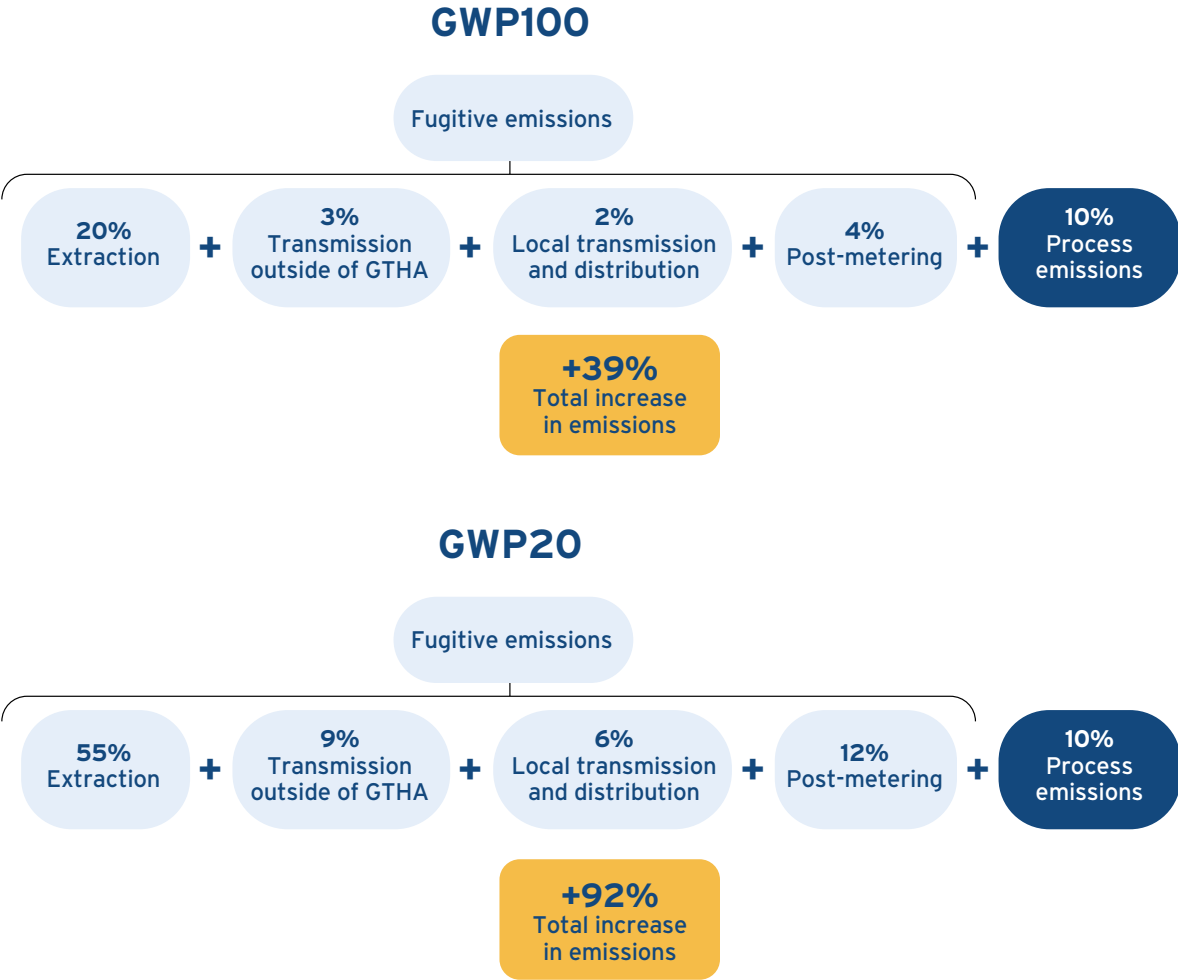 GWP100
Fugitive emissions
20%
Extraction
+
3%
Transmission
outside of GTHA
+
2%
Local transmission
and distribution
+
4%
Post-metering
+
10%
Process
emissions
+39%
Total increase
in emissions
GWP20
Fugitive emissions
55%
Extraction
+
9%
Transmission
outside of GTHA
+
6%
Local transmission
and distribution
+
12%
Post-metering
+
10%
Process
emissions
+92%
Total increase
in emissions